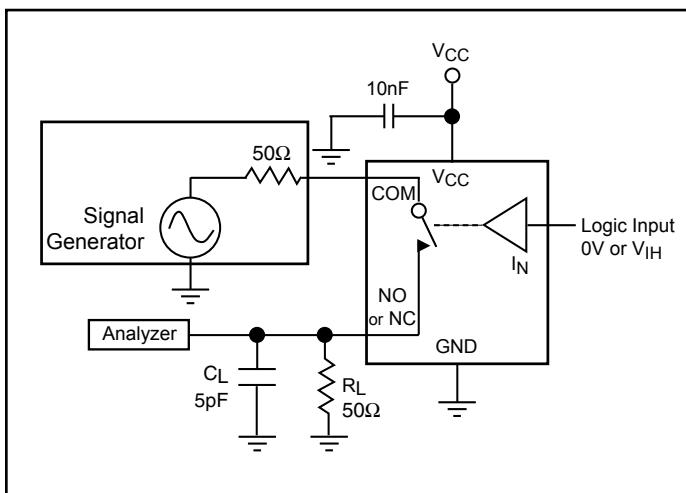 VCC
10nF
50Ω
VCC
COM
Signal
Generator
Logic Input
0V or VIH
IN
NO
or NC
Analyzer
GND
CL
5pF
RL
50Ω